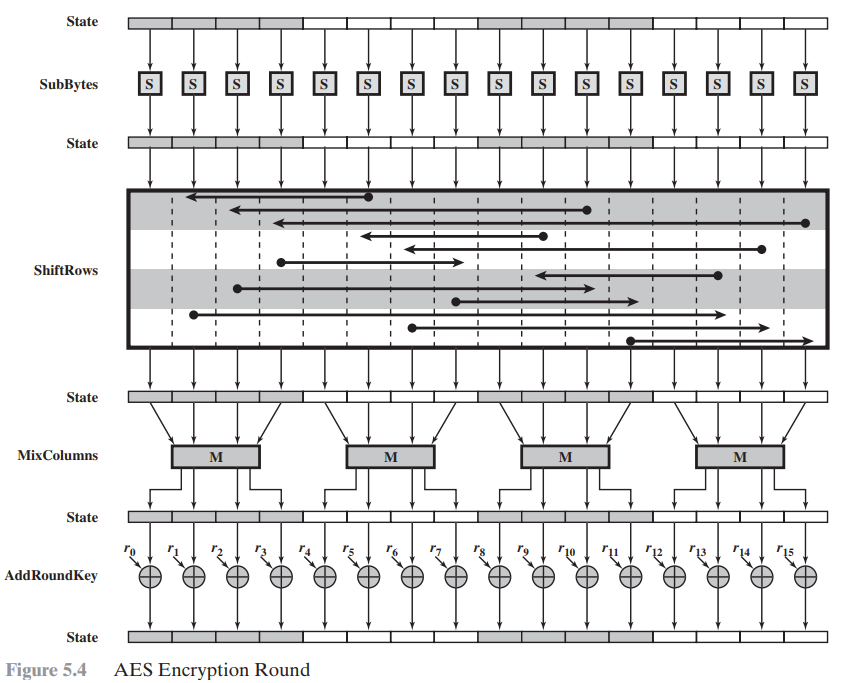 State
SubBytes S S S S S S S S S S S S S S S S
State
ShiftRows
State
MixColumns M M M M
State
r0 r1 r2 r3 r4 r5 r6 r7 r8 r9 r10 r11 r12 r13 r14 r15
AddRoundKey
State
Figure 5.4 AES Encryption Round